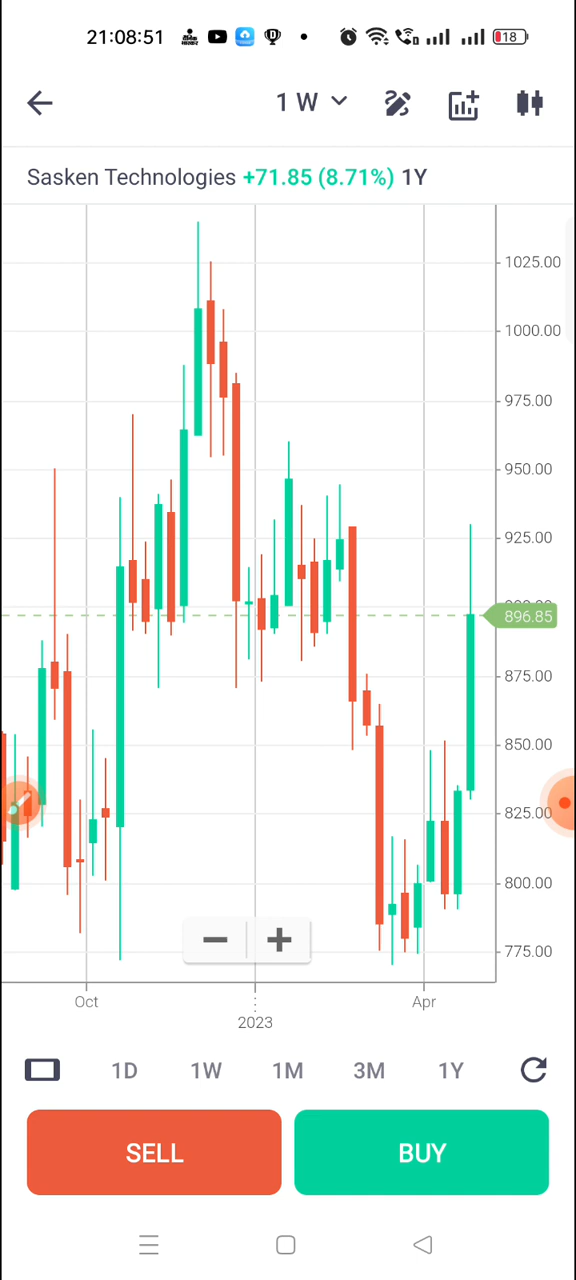 21:08:51
18
1 W
Sasken Technologies +71.85 (8.71%) 1Y
1025.00
1000.00
975.00
950.00
925.00
896.85
875.00
850.00
825.00
800.00
775.00
Oct
2023
Apr
1D 1W 1M 3M 1Y
SELL BUY